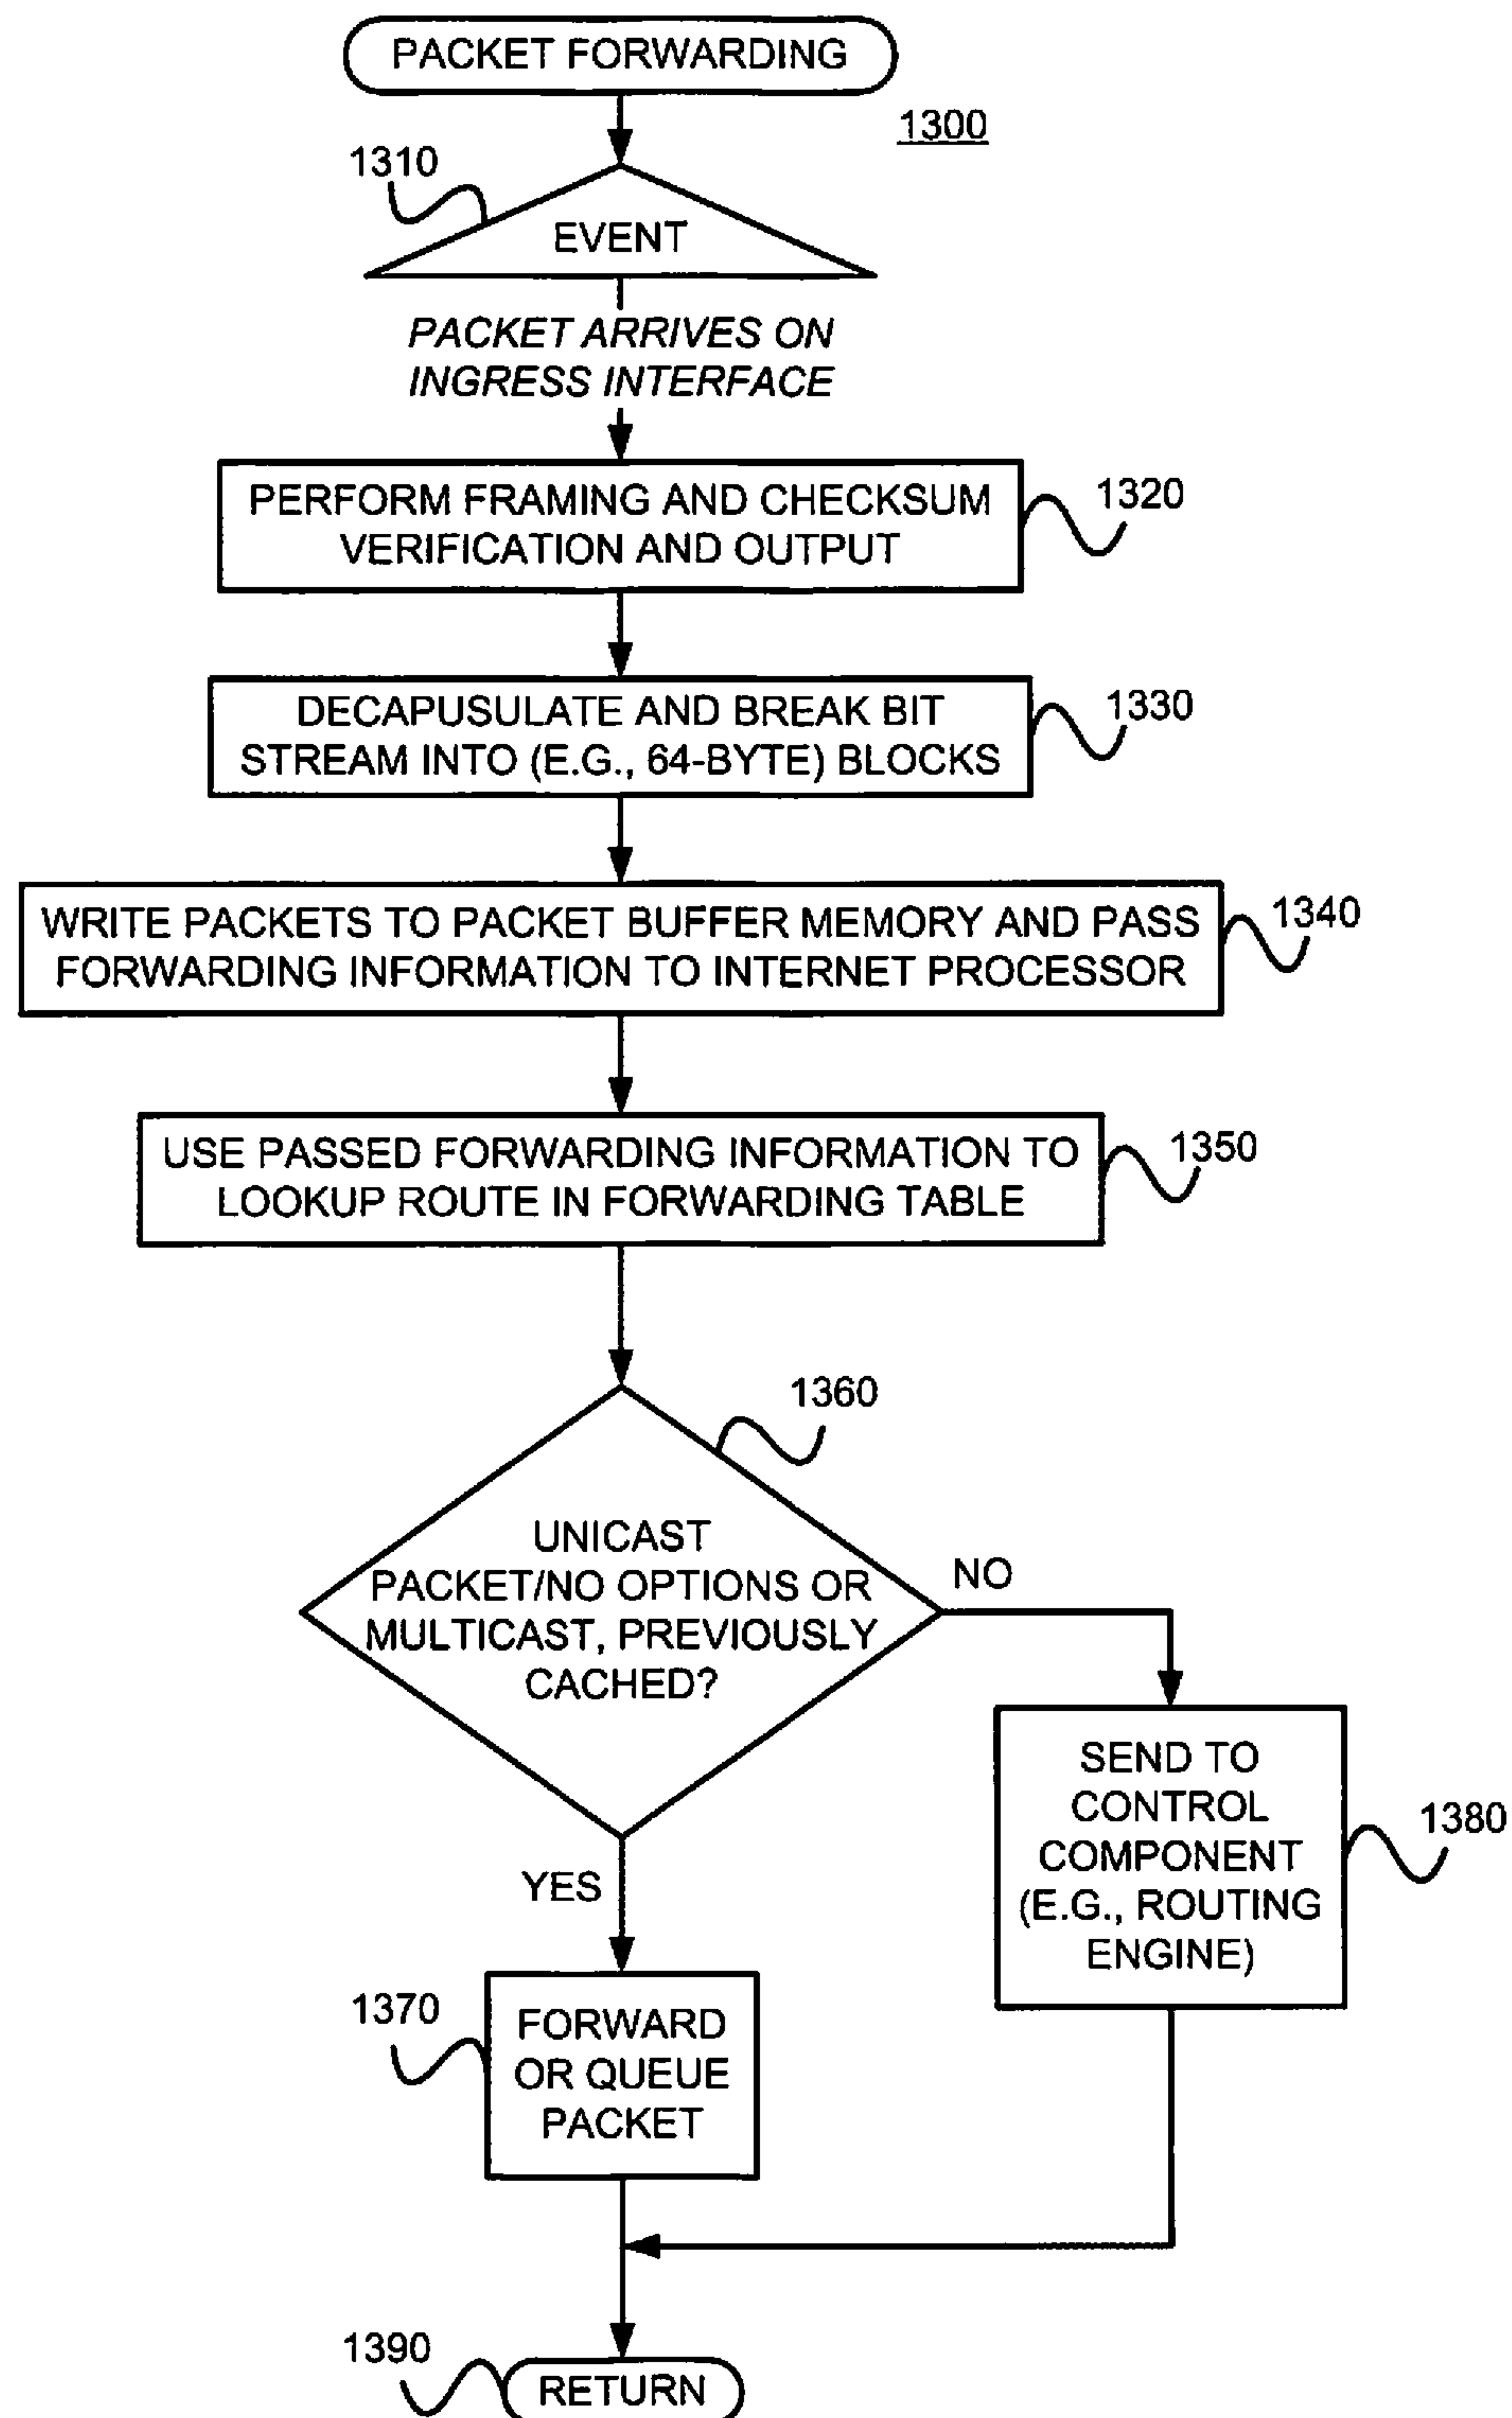 PACKET FORWARDING
1300
1310
EVENT
PACKET ARRIVES ON
INGRESS INTERFACE
PERFORM FRAMING AND CHECKSUM
VERIFICATION AND OUTPUT
1320
DECAPUSULATE AND BREAK BIT
STREAM INTO (E.G., 64-BYTE) BLOCKS
1330
WRITE PACKETS TO PACKET BUFFER MEMORY AND PASS
FORWARDING INFORMATION TO INTERNET PROCESSOR
1340
USE PASSED FORWARDING INFORMATION TO
LOOKUP ROUTE IN FORWARDING TABLE
1350
1360
UNICAST
PACKET/NO OPTIONS OR
MULTICAST, PREVIOUSLY
CACHED?
NO
YES
SEND TO
CONTROL
COMPONENT
(E.G., ROUTING
ENGINE)
1380
1370
FORWARD
OR QUEUE
PACKET
1390
RETURN